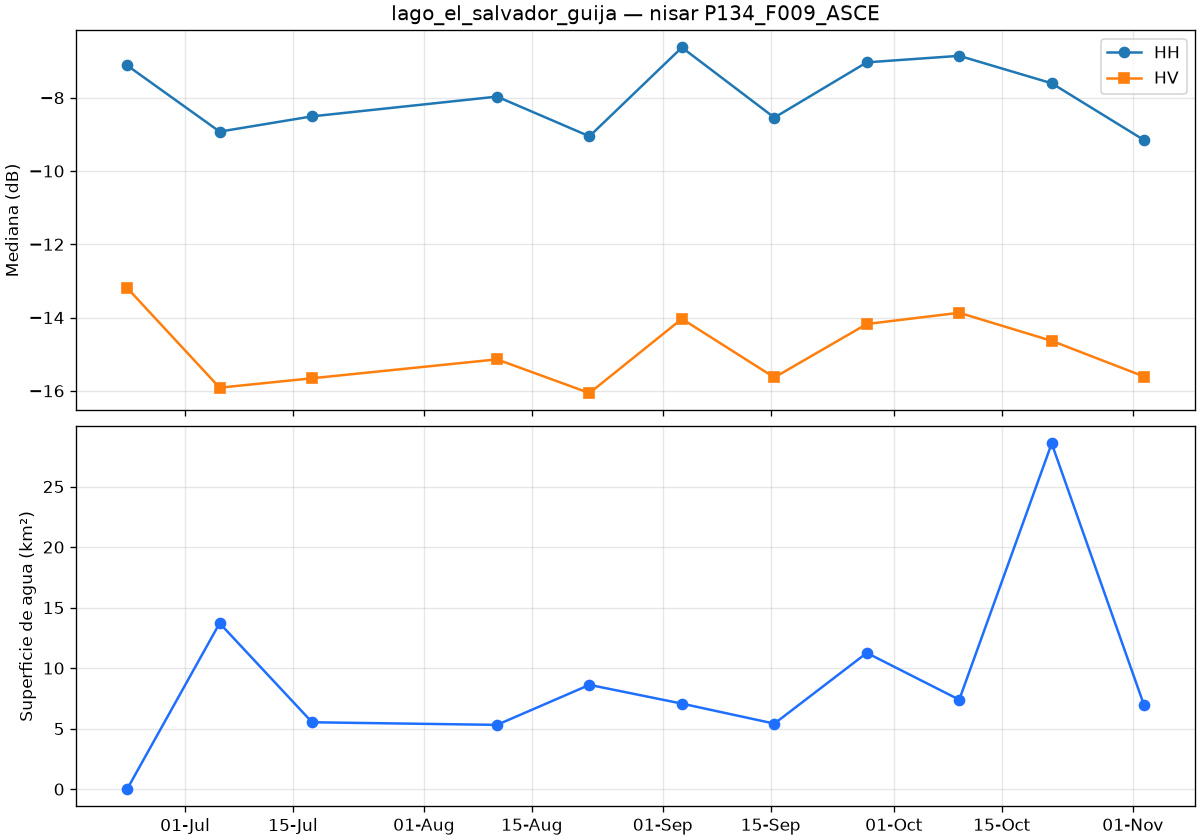 lago_el_salvador_guija — nisar P134_F009_ASCE
HH
HV
Mediana (dB)
−8
−10
−12
−14
−16
Superficie de agua (km²)
25
20
15
10
5
0
01-Jul 15-Jul 01-Aug 15-Aug 01-Sep 15-Sep 01-Oct 15-Oct 01-Nov